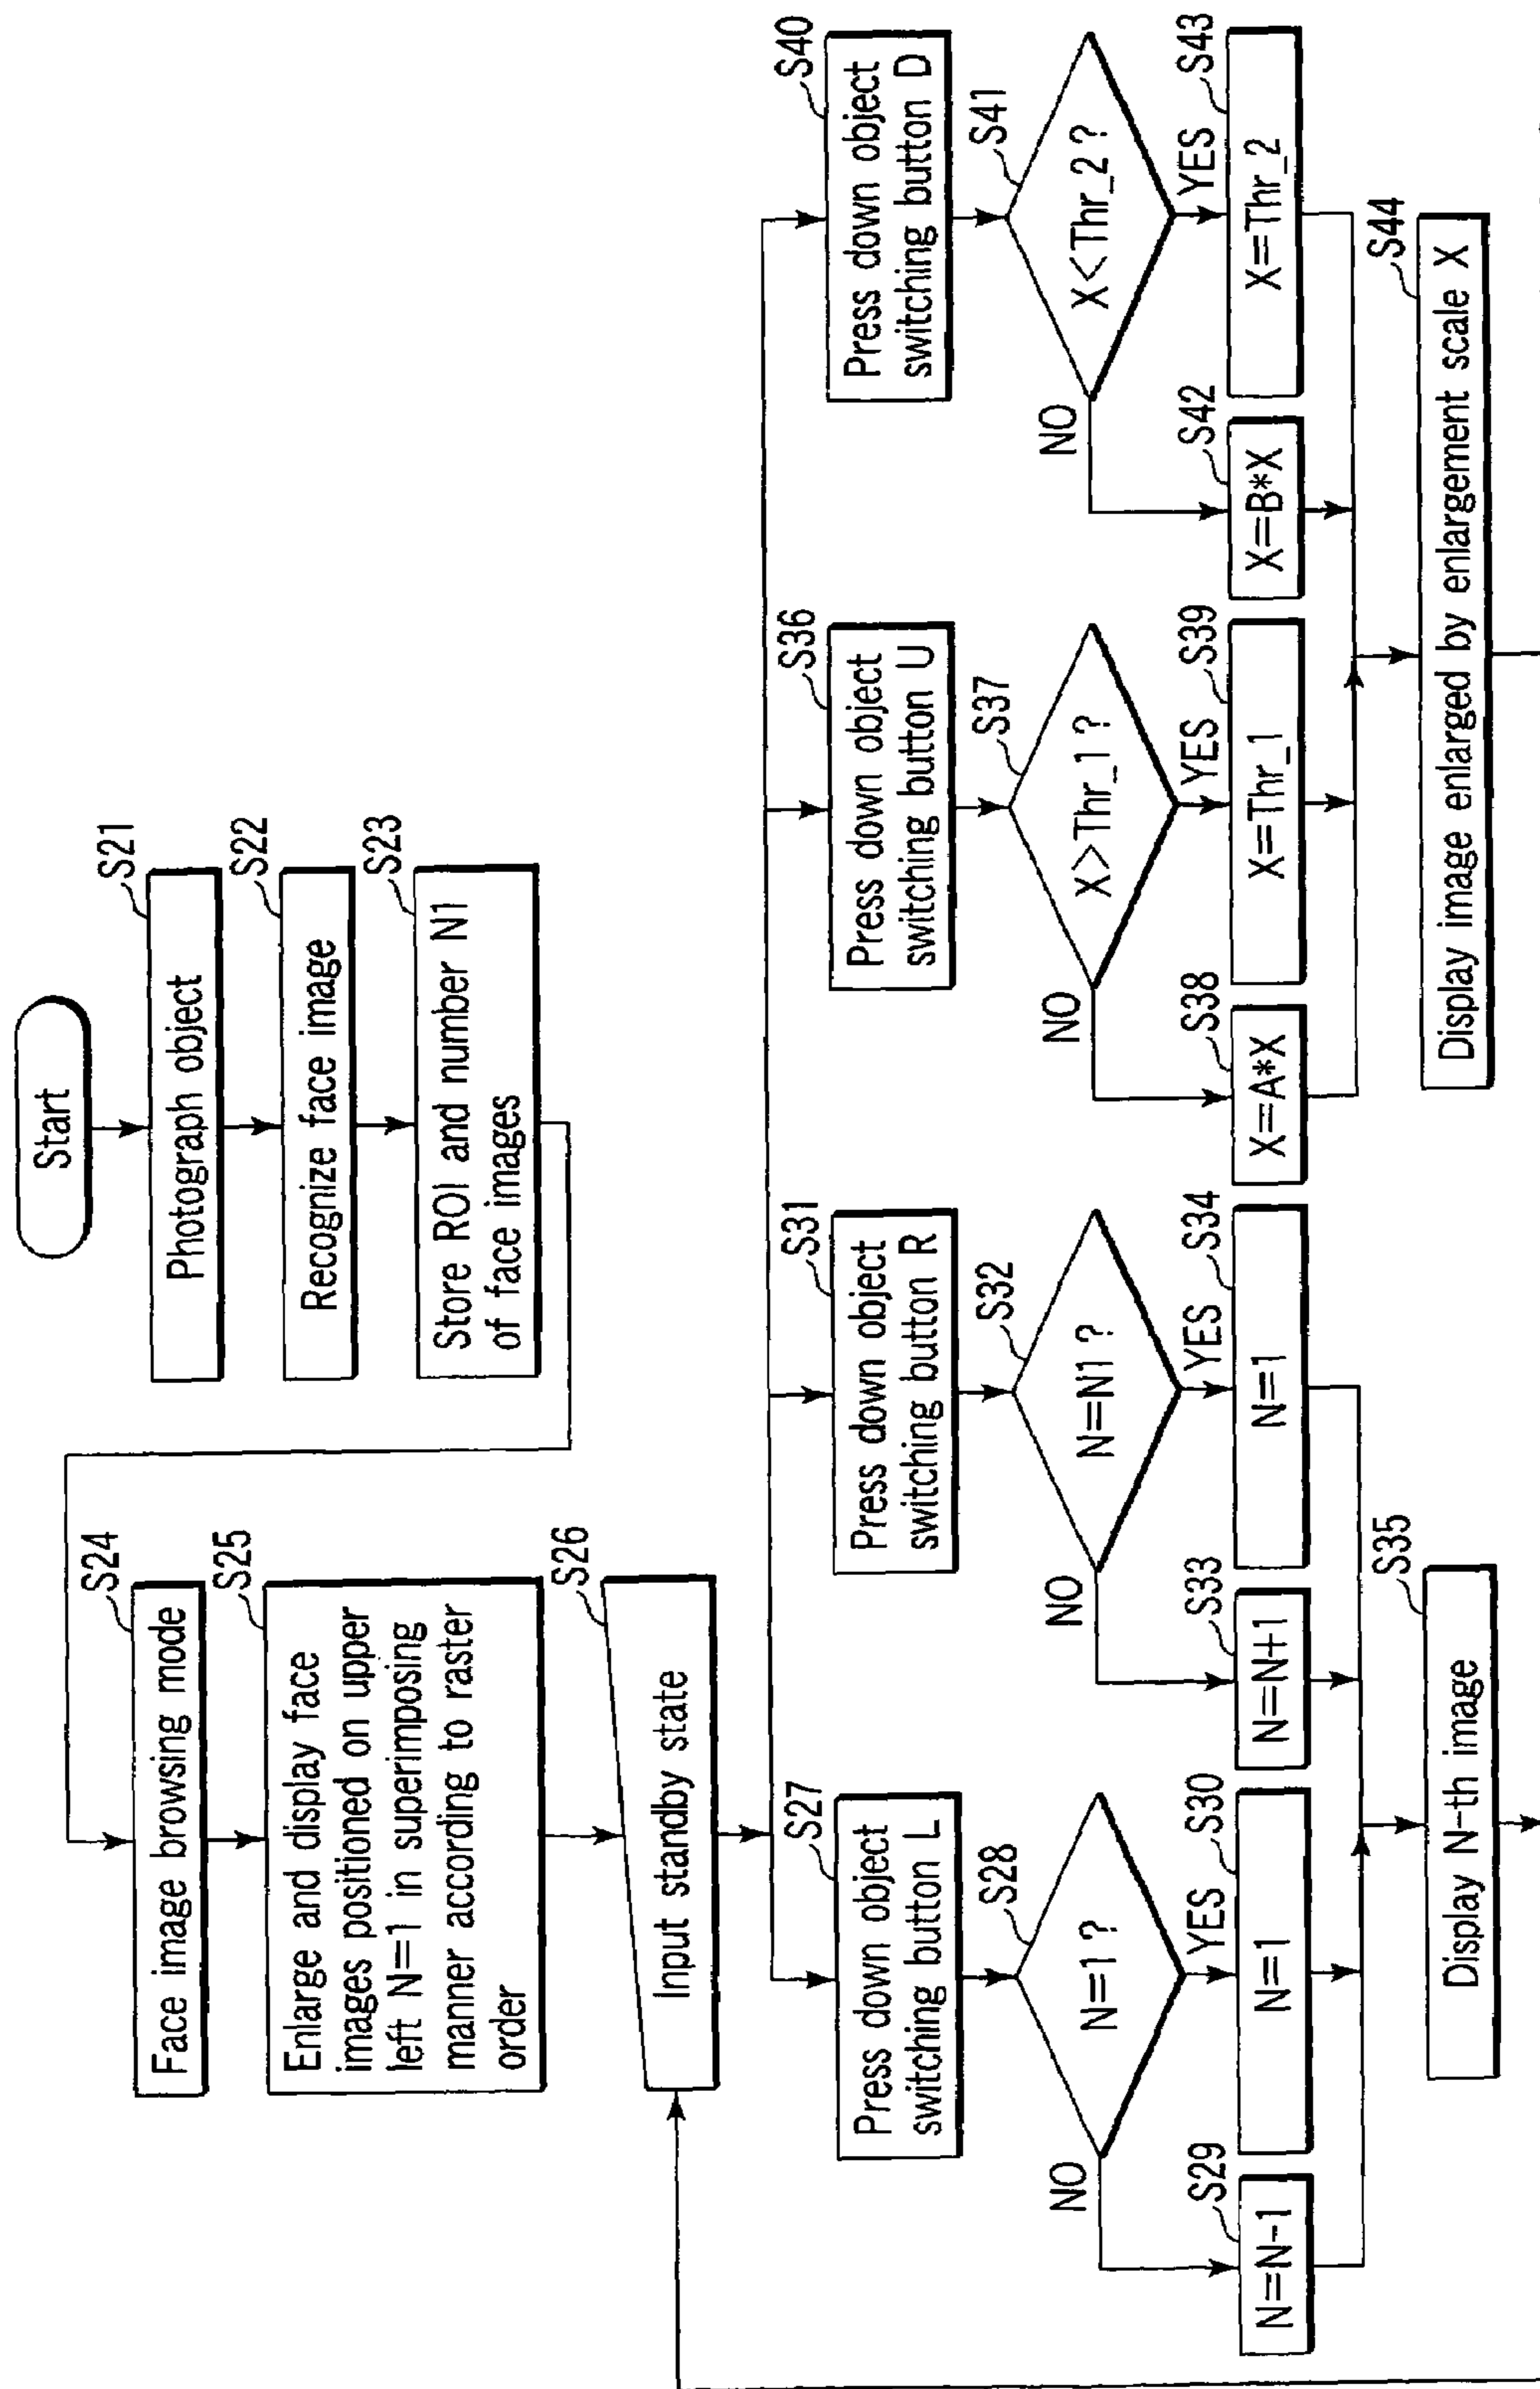 Start
S21
Photograph object
S22
Recognize face image
S23
Store ROI and number N1
of face images
S24
Face image browsing mode
S25
Enlarge and display face
images positioned on upper
left N=1 in superimposing
manner according to raster
order
S26
Input standby state
S27
Press down object
switching button L
S28
N=1 ?
NO
YES
S29
N=N-1
S30
N=1
S31
Press down object
switching button R
S32
N=N1 ?
NO
YES
S33
N=N+1
S34
N=1
S35
Display N-th image
S36
Press down object
switching button U
S37
X>Thr_1 ?
NO
YES
S38
X=A*X
S39
X=Thr_1
S40
Press down object
switching button D
S41
X<Thr_2 ?
NO
YES
S42
X=B*X
S43
X=Thr_2
S44
Display image enlarged by enlargement scale X